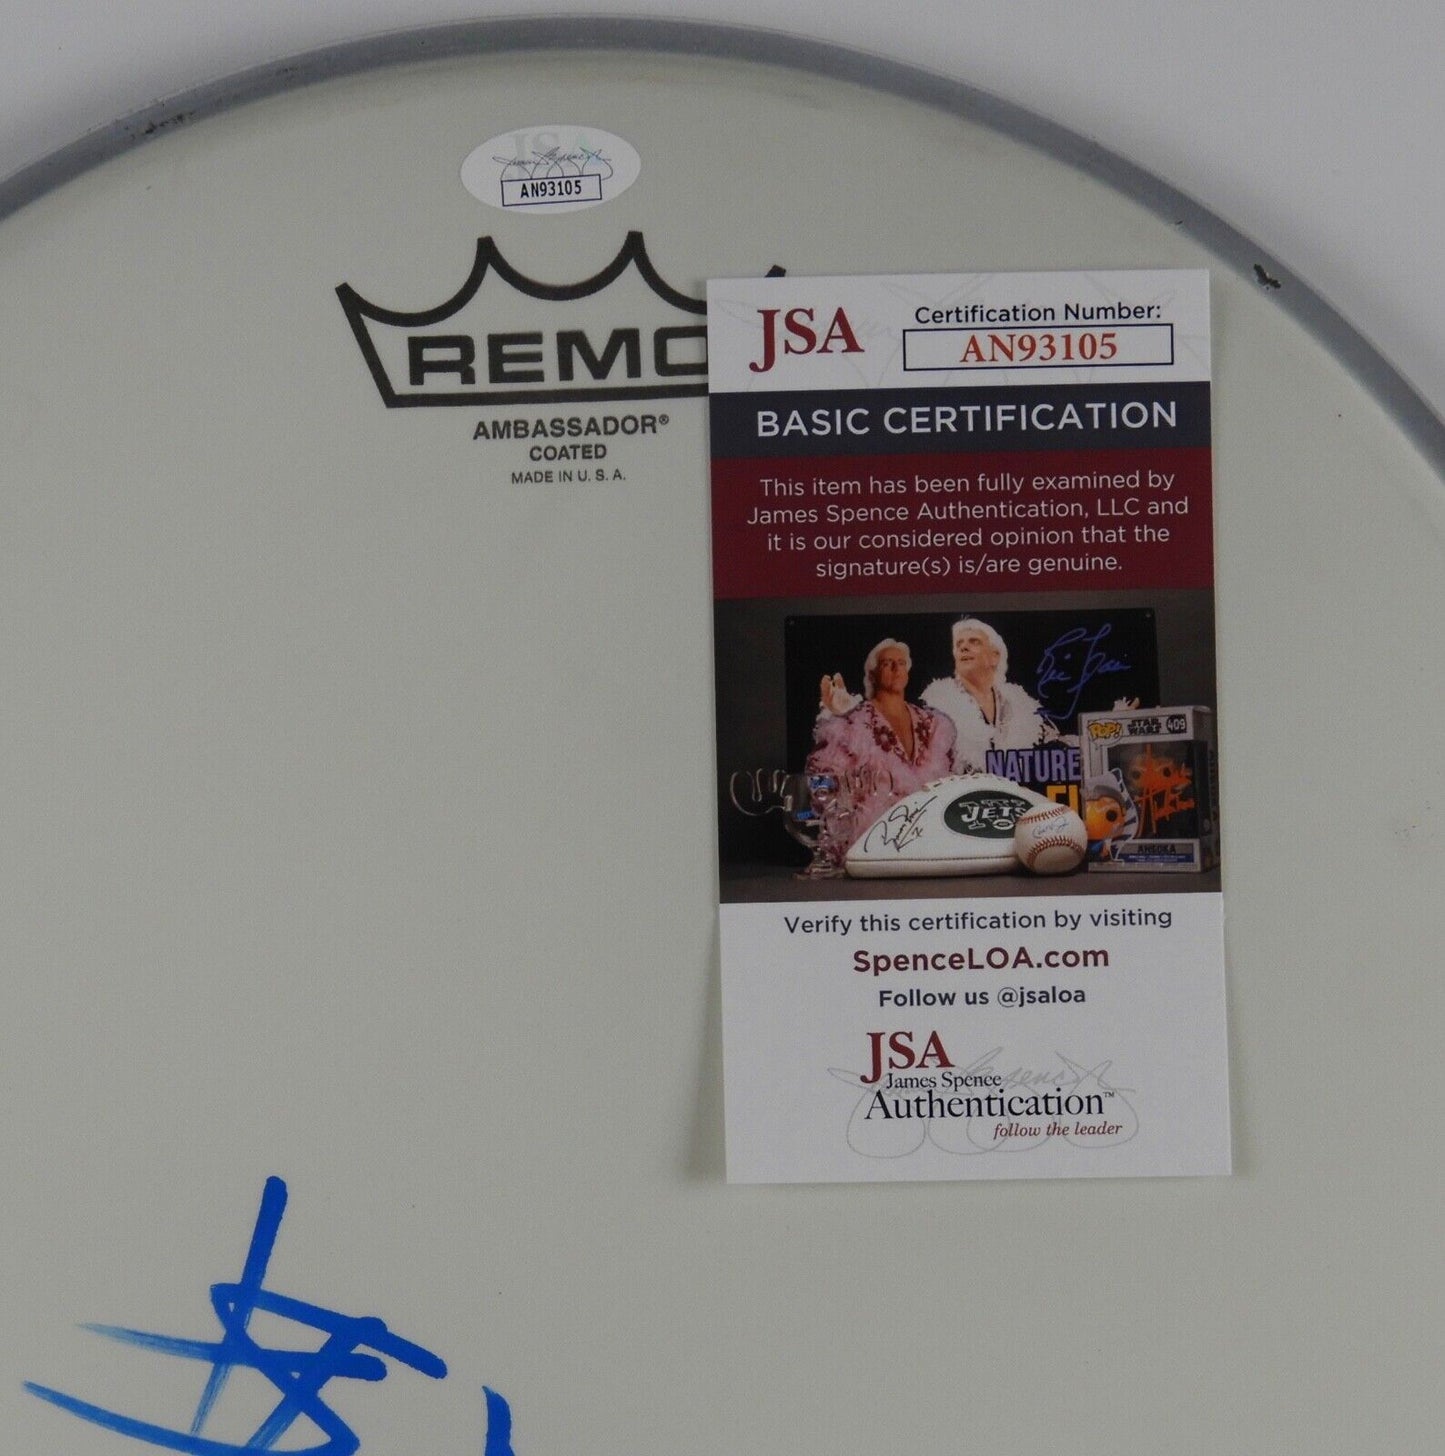 JSA
AN93105
REMO
AMBASSADOR®
COATED
MADE IN U. S. A.
JSA
Certification Number:
AN93105
BASIC CERTIFICATION
This item has been fully examined by
James Spence Authentication, LLC and
it is our considered opinion that the
signature(s) is/are genuine.
NATURE
JETS
POP!
STAR
WARS
409
AHSOKA
Verify this certification by visiting
SpenceLOA.com
Follow us @jsaloa
JSA
James Spence
Authentication™
follow the leader